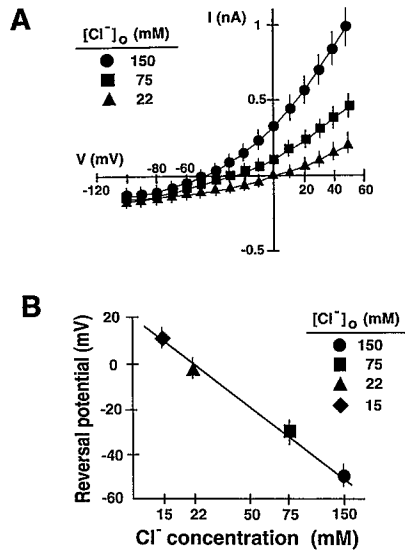 A
I (nA)
[Cl⁻]o (mM)
150
75
22
1
0.5
V (mV)
-120
-80
-60
20
40
60
-0.5
B
Reversal potential (mV)
20
0
-20
-40
-60
[Cl⁻]o (mM)
150
75
22
15
15 22 50 75 150
Cl⁻ concentration (mM)